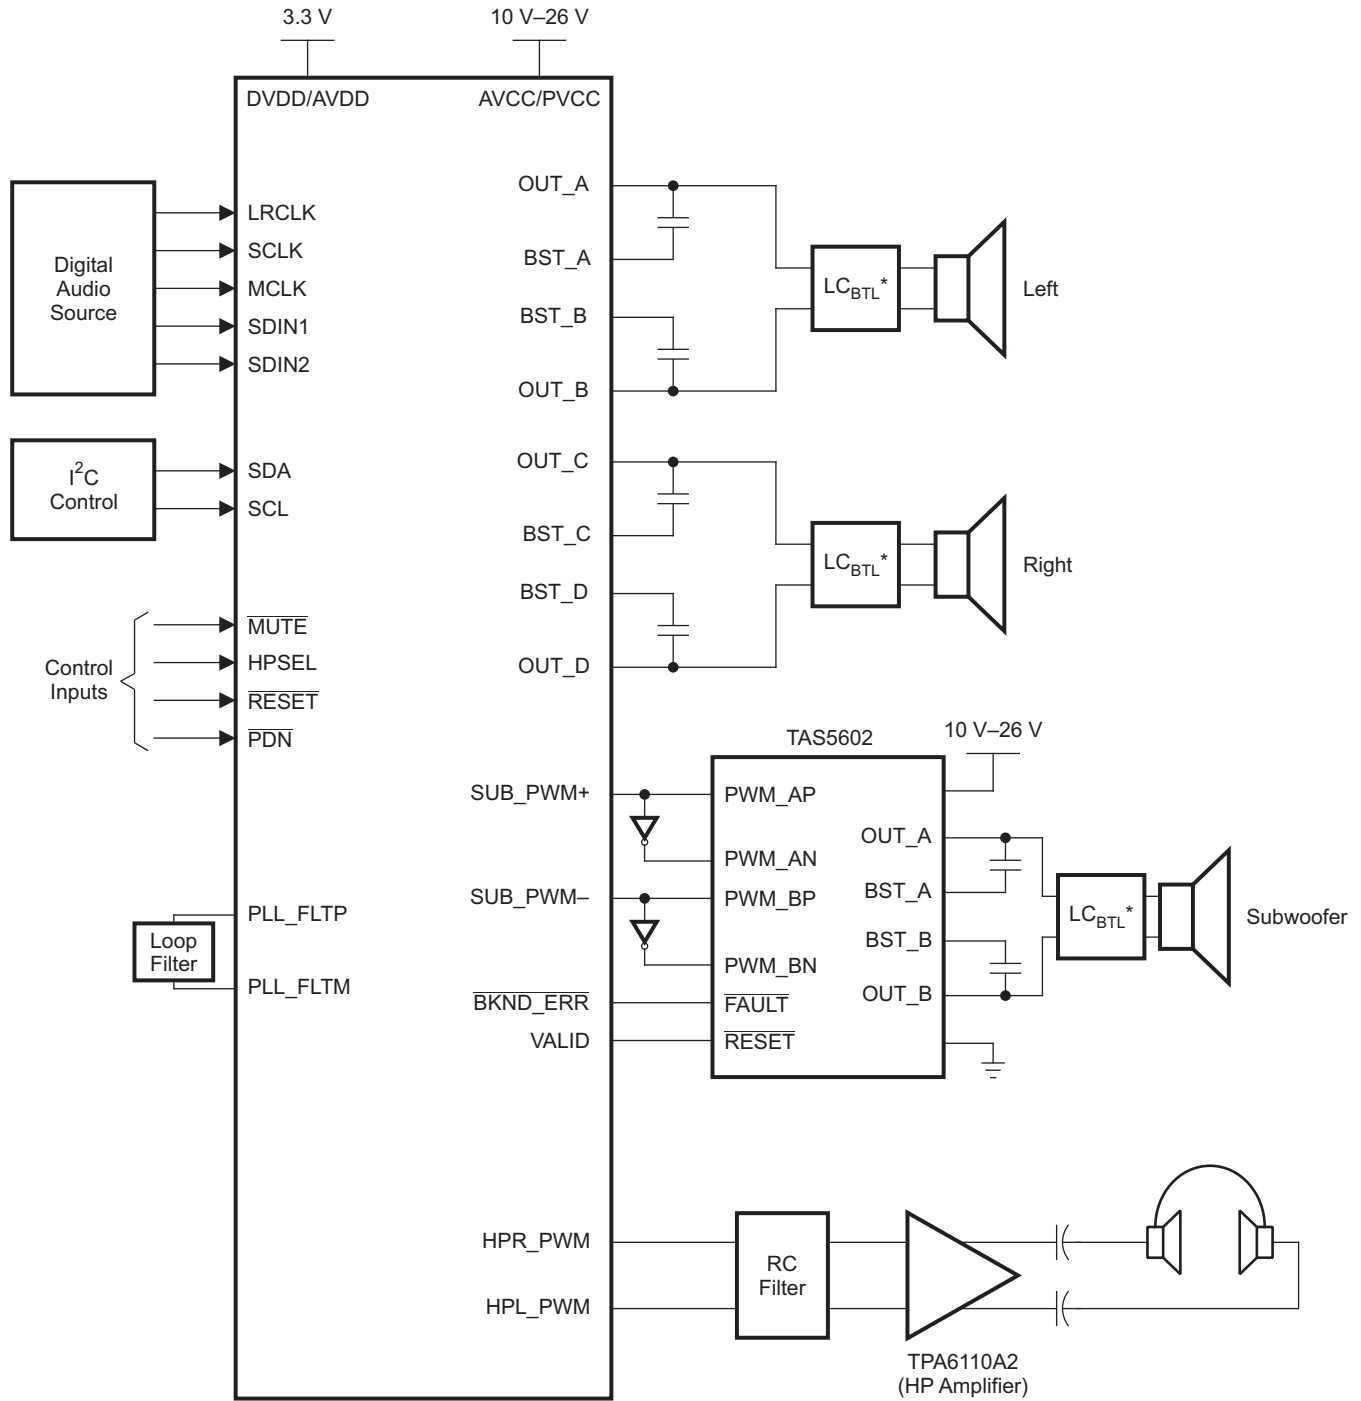 3.3 V
10 V–26 V
DVDD/AVDD
AVCC/PVCC
Digital
Audio
Source
LRCLK
SCLK
MCLK
SDIN1
SDIN2
I²C
Control
SDA
SCL
Control
Inputs
MUTE
HPSEL
RESET
PDN
Loop
Filter
PLL_FLTP
PLL_FLTM
OUT_A
BST_A
BST_B
OUT_B
LC_BTL*
Left
OUT_C
BST_C
BST_D
OUT_D
LC_BTL*
Right
SUB_PWM+
SUB_PWM–
BKND_ERR
VALID
TAS5602
10 V–26 V
PWM_AP
PWM_AN
PWM_BP
PWM_BN
FAULT
RESET
OUT_A
BST_A
BST_B
OUT_B
LC_BTL*
Subwoofer
HPR_PWM
HPL_PWM
RC
Filter
TPA6110A2
(HP Amplifier)